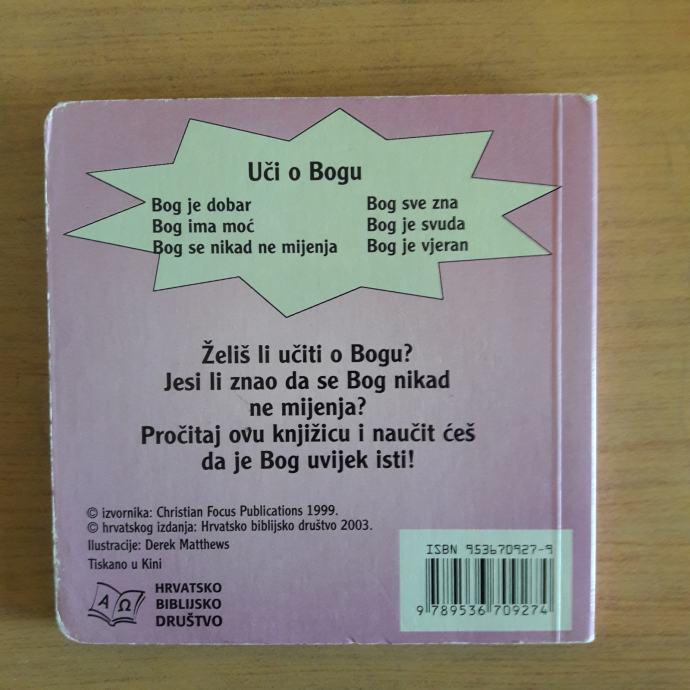 Uči o Bogu
Bog je dobar
Bog ima moć
Bog se nikad ne mijenja
Bog sve zna
Bog je svuda
Bog je vjeran
Želiš li učiti o Bogu?
Jesi li znao da se Bog nikad
ne mijenja?
Pročitaj ovu knjižicu i naučit ćeš
da je Bog uvijek isti!
© izvornika: Christian Focus Publications 1999.
© hrvatskog izdanja: Hrvatsko biblijsko društvo 2003.
Ilustracije: Derek Matthews
Tiskano u Kini
Α Ω
HRVATSKO
BIBLIJSKO
DRUŠTVO
ISBN 953670927-9
9 789536 709274